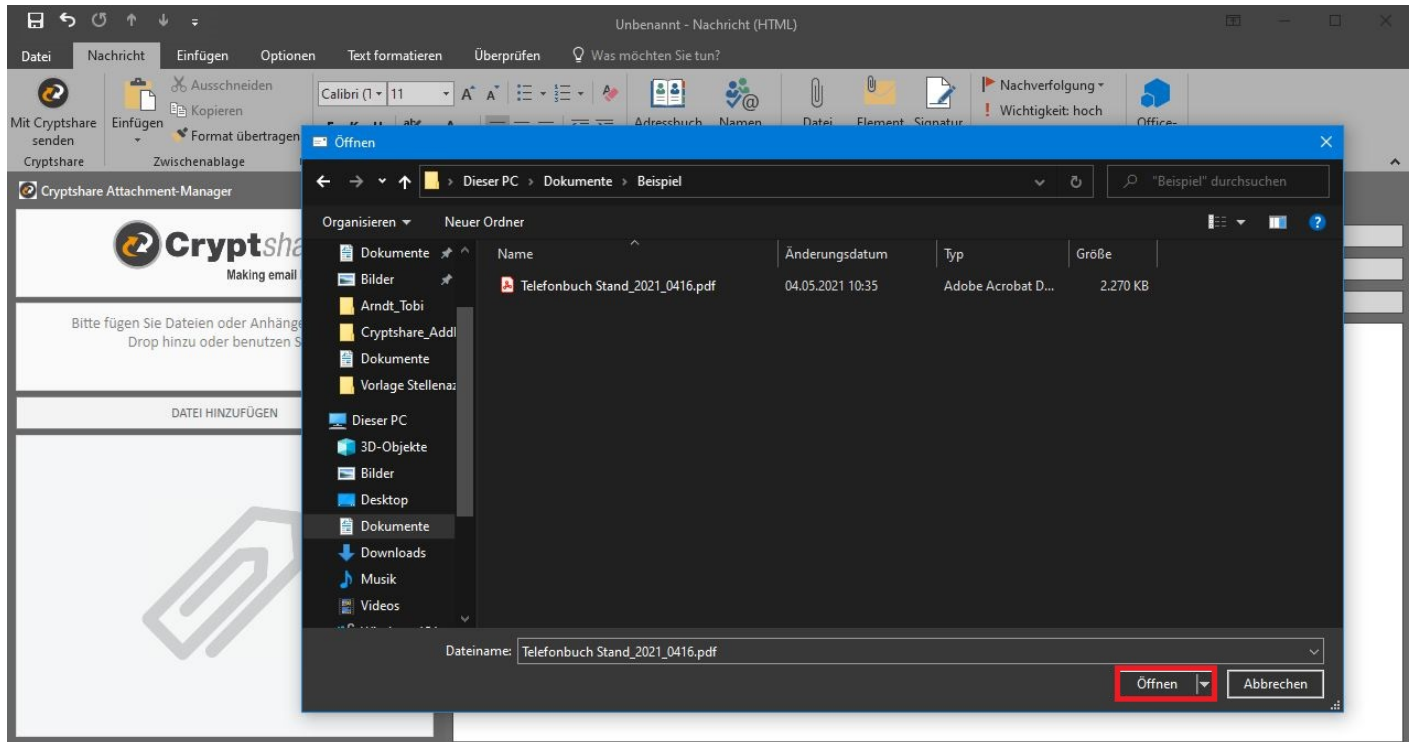 Unbenannt - Nachricht (HTML)
Datei Nachricht Einfügen Optionen Text formatieren Überprüfen Was möchten Sie tun?
Mit Cryptshare senden
Einfügen
Ausschneiden
Kopieren
Format übertragen
Calibri (T 11
Adressbuch Namen
Datei Element Signatur
Nachverfolgung
! Wichtigkeit: hoch
Office-
Cryptshare Zwischenablage
Cryptshare Attachment-Manager
Cryptsha
Making email
Bitte fügen Sie Dateien oder Anhänge
Drop hinzu oder benutzen S
DATEI HINZUFÜGEN
Öffnen
Dieser PC > Dokumente > Beispiel
"Beispiel" durchsuchen
Organisieren Neuer Ordner
Name Änderungsdatum Typ Größe
Telefonbuch Stand_2021_0416.pdf 04.05.2021 10:35 Adobe Acrobat D... 2.270 KB
Dokumente
Bilder
Arndt_Tobi
Cryptshare_AddI
Dokumente
Vorlage Stellenaz
Dieser PC
3D-Objekte
Bilder
Desktop
Dokumente
Downloads
Musik
Videos
Dateiname: Telefonbuch Stand_2021_0416.pdf
Öffnen Abbrechen